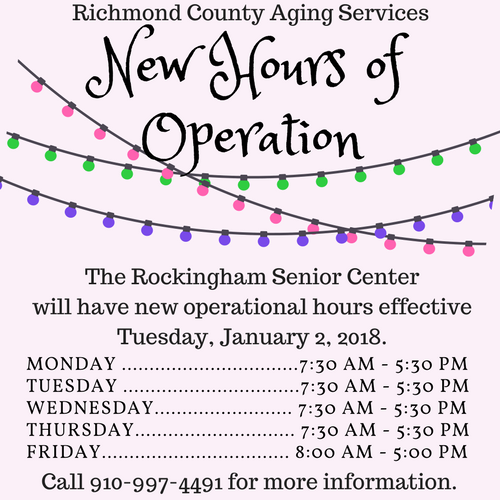 Richmond County Aging Services
New Hours of
Operation
The Rockingham Senior Center
will have new operational hours effective
Tuesday, January 2, 2018.
MONDAY ................................7:30 AM - 5:30 PM
TUESDAY ................................7:30 AM - 5:30 PM
WEDNESDAY......................... 7:30 AM - 5:30 PM
THURSDAY............................. 7:30 AM - 5:30 PM
FRIDAY.................................. 8:00 AM - 5:00 PM
Call 910-997-4491 for more information.